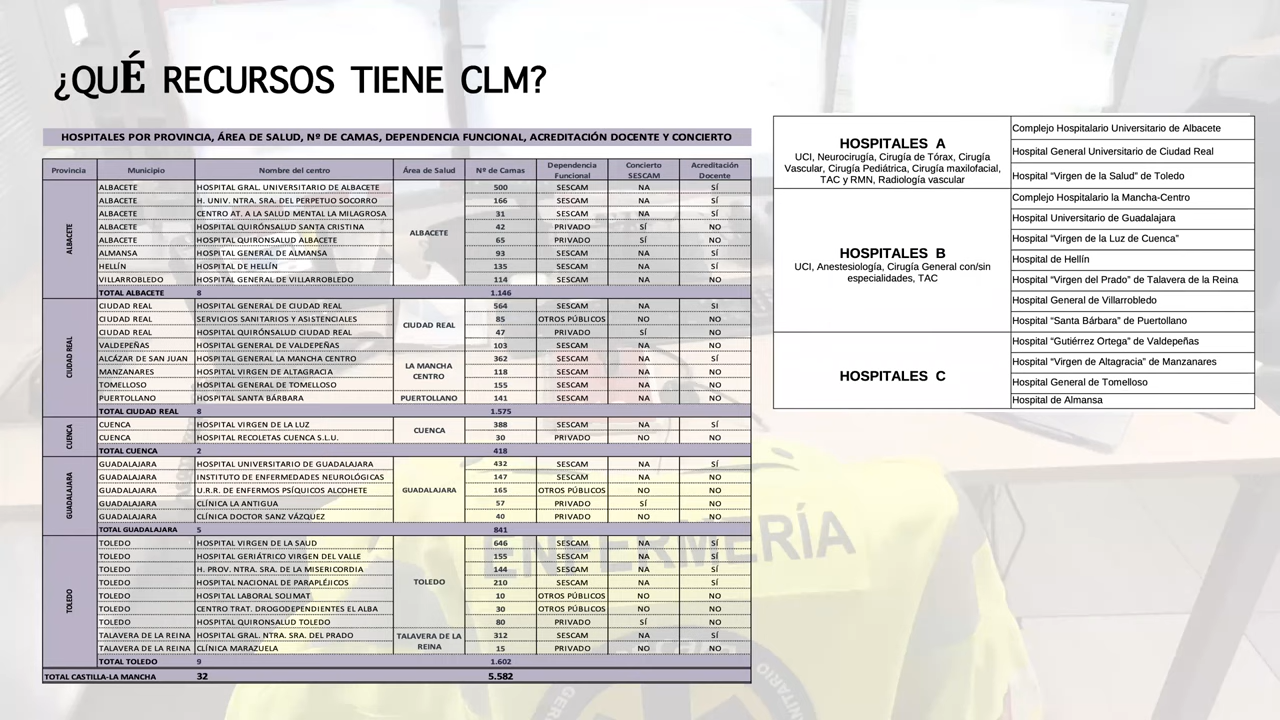 ¿QUÉ RECURSOS TIENE CLM?
HOSPITALES POR PROVINCIA, ÁREA DE SALUD, Nº DE CAMAS, DEPENDENCIA FUNCIONAL, ACREDITACIÓN DOCENTE Y CONCIERTO
Provincia Municipio Nombre del centro Área de Salud Nº de Camas Dependencia Funcional Concierto SESCAM Acreditación Docente
ALBACETE
ALBACETE HOSPITAL GRAL. UNIVERSITARIO DE ALBACETE 500 SESCAM NA SÍ
ALBACETE H. UNIV. NTRA. SRA. DEL PERPETUO SOCORRO 166 SESCAM NA SÍ
ALBACETE CENTRO AT. A LA SALUD MENTAL LA MILAGROSA 31 SESCAM NA SÍ
ALBACETE HOSPITAL QUIRÓNSALUD SANTA CRISTINA 42 PRIVADO SÍ NO
ALBACETE
ALBACETE HOSPITAL QUIRONSALUD ALBACETE 65 PRIVADO SÍ NO
ALMANSA HOSPITAL GENERAL DE ALMANSA 93 SESCAM NA SÍ
HELLÍN HOSPITAL DE HELLÍN 135 SESCAM NA SÍ
VILLARROBLEDO HOSPITAL GENERAL DE VILLARROBLEDO 114 SESCAM NA NO
TOTAL ALBACETE 8 1.146
CIUDAD REAL
CIUDAD REAL HOSPITAL GENERAL DE CIUDAD REAL 564 SESCAM NA SI
CIUDAD REAL SERVICIOS SANITARIOS Y ASISTENCIALES 85 OTROS PÚBLICOS NO NO
CIUDAD REAL
CIUDAD REAL HOSPITAL QUIRÓNSALUD CIUDAD REAL 47 PRIVADO SÍ NO
VALDEPEÑAS HOSPITAL GENERAL DE VALDEPEÑAS 103 SESCAM NA NO
ALCÁZAR DE SAN JUAN HOSPITAL GENERAL LA MANCHA CENTRO 362 SESCAM NA SÍ
MANZANARES HOSPITAL VIRGEN DE ALTAGRACIA LA MANCHA CENTRO 118 SESCAM NA NO
TOMELLOSO HOSPITAL GENERAL DE TOMELLOSO 155 SESCAM NA NO
PUERTOLLANO HOSPITAL SANTA BÁRBARA PUERTOLLANO 141 SESCAM NA NO
TOTAL CIUDAD REAL 8 1.575
CUENCA
CUENCA HOSPITAL VIRGEN DE LA LUZ CUENCA 388 SESCAM NA SÍ
CUENCA HOSPITAL RECOLETAS CUENCA S.L.U. 30 PRIVADO NO NO
TOTAL CUENCA 2 418
GUADALAJARA
GUADALAJARA HOSPITAL UNIVERSITARIO DE GUADALAJARA 432 SESCAM NA SÍ
GUADALAJARA INSTITUTO DE ENFERMEDADES NEUROLÓGICAS 147 SESCAM NA NO
GUADALAJARA U.R.R. DE ENFERMOS PSÍQUICOS ALCOHETE GUADALAJARA 165 OTROS PÚBLICOS NO NO
GUADALAJARA CLÍNICA LA ANTIGUA 57 PRIVADO SÍ NO
GUADALAJARA CLÍNICA DOCTOR SANZ VÁZQUEZ 40 PRIVADO NO NO
TOTAL GUADALAJARA 5 841
TOLEDO
TOLEDO HOSPITAL VIRGEN DE LA SAUD 646 SESCAM NA SÍ
TOLEDO HOSPITAL GERIÁTRICO VIRGEN DEL VALLE 155 SESCAM NA SÍ
TOLEDO H. PROV. NTRA. SRA. DE LA MISERICORDIA 144 SESCAM NA SÍ
TOLEDO HOSPITAL NACIONAL DE PARAPLÉJICOS TOLEDO 210 SESCAM NA SÍ
TOLEDO HOSPITAL LABORAL SOLIMAT 10 OTROS PÚBLICOS NO NO
TOLEDO CENTRO TRAT. DROGODEPENDIENTES EL ALBA 30 OTROS PÚBLICOS NO NO
TOLEDO HOSPITAL QUIRONSALUD TOLEDO 80 PRIVADO SÍ NO
TALAVERA DE LA REINA HOSPITAL GRAL. NTRA. SRA. DEL PRADO TALAVERA DE LA REINA 312 SESCAM NA SÍ
TALAVERA DE LA REINA CLÍNICA MARAZUELA 15 PRIVADO NO NO
TOTAL TOLEDO 9 1.602
TOTAL CASTILLA-LA MANCHA 32 5.582
HOSPITALES A
UCI, Neurocirugía, Cirugía de Tórax, Cirugía
Vascular, Cirugía Pediátrica, Cirugía maxilofacial,
TAC y RMN, Radiología vascular
Complejo Hospitalario Universitario de Albacete
Hospital General Universitario de Ciudad Real
Hospital “Virgen de la Salud” de Toledo
HOSPITALES B
UCI, Anestesiología, Cirugía General con/sin
especialidades, TAC
Complejo Hospitalario la Mancha-Centro
Hospital Universitario de Guadalajara
Hospital “Virgen de la Luz de Cuenca”
Hospital de Hellín
Hospital “Virgen del Prado” de Talavera de la Reina
Hospital General de Villarrobledo
Hospital “Santa Bárbara” de Puertollano
HOSPITALES C
Hospital “Gutiérrez Ortega” de Valdepeñas
Hospital “Virgen de Altagracia” de Manzanares
Hospital General de Tomelloso
Hospital de Almansa
ENFERMERÍA